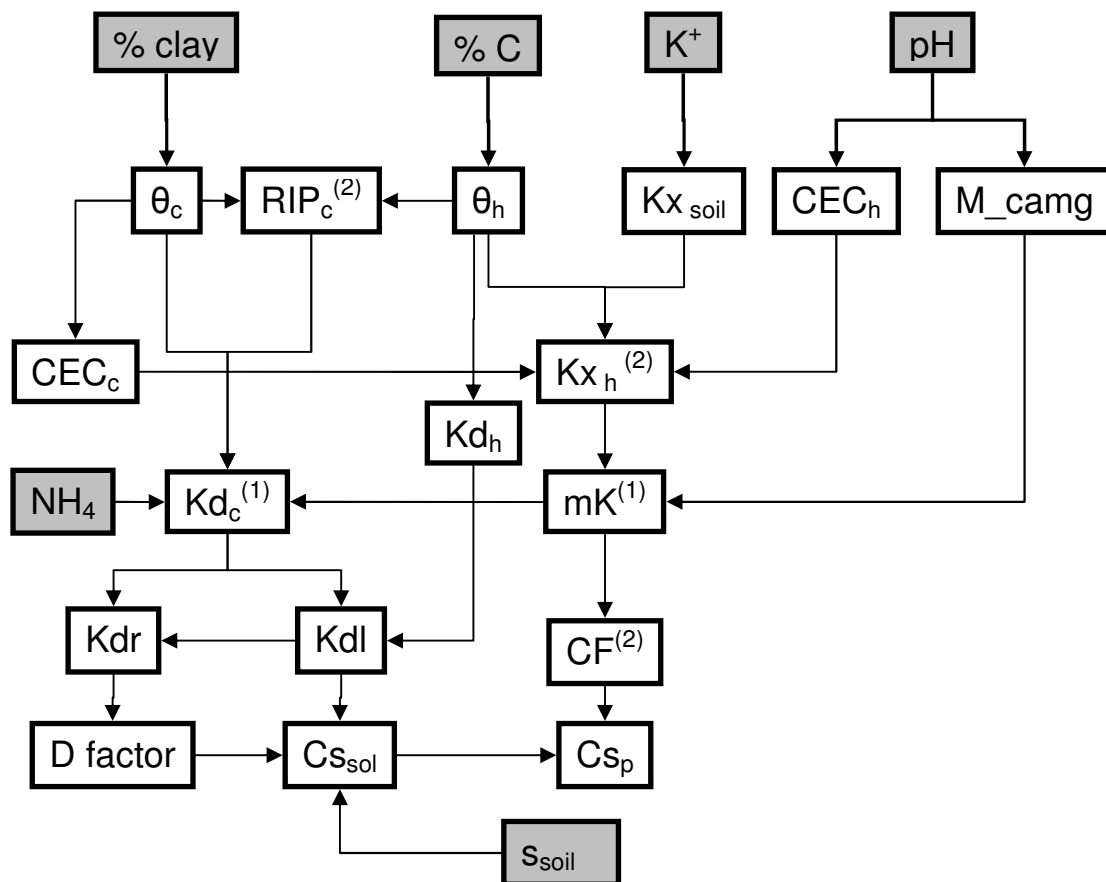 % clay
% C
K⁺
pH
θc
RIPc⁽²⁾
θh
Kx soil
CECh
M_camg
CECc
Kx h ⁽²⁾
Kdh
NH₄
Kdc⁽¹⁾
mK⁽¹⁾
Kdr
Kdl
CF⁽²⁾
D factor
Cssol
Csp
ssoil